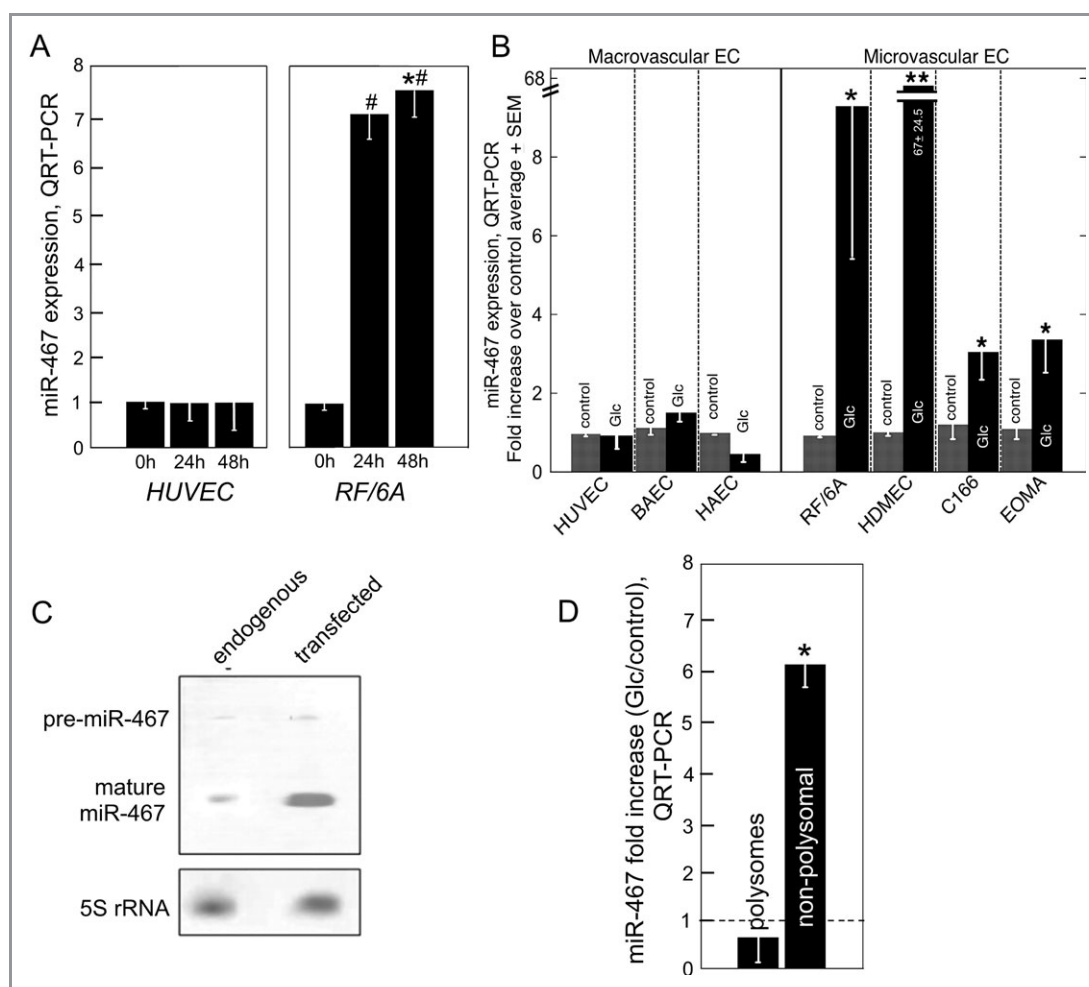 A
miR-467 expression, QRT-PCR
8
7
6
5
4
7
2
1
0
#
*#
0h 24h 48h
0h 24h 48h
HUVEC
RF/6A
B
Macrovascular EC
Microvascular EC
miR-467 expression, QRT-PCR
Fold increase over control average + SEM
68
8
6
4
2
0
control
Glc
control
Glc
control
Glc
control
Glc
*
control
Glc
67± 24.5
**
control
Glc
*
control
Glc
*
HUVEC
BAEC
HAEC
RF/6A
HDMEC
C166
EOMA
C
endogenous
transfected
pre-miR-467
mature
miR-467
5S rRNA
D
miR-467 fold increase (Glc/control),
QRT-PCR
8
7
6
5
4
3
2
1
0
polysomes
non-polysomal
*